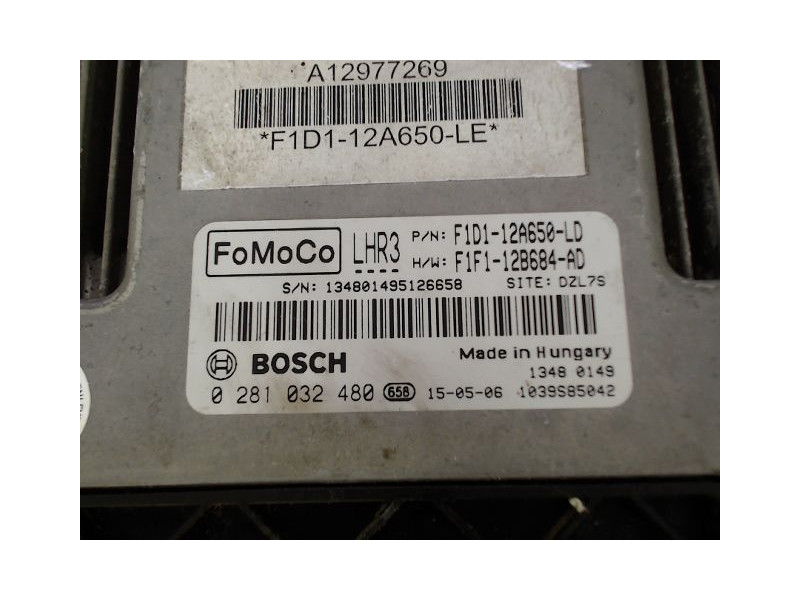 *A12977269
*F1D1-12A650-LE*
FoMoCo LHR3 P/N: F1D1-12A650-LD
H/W: F1F1-12B684-AD
S/N: 134801495126658 SITE: DZL7S
BOSCH Made in Hungary
1348 0149
0 281 032 480 658 15-05-06 1039S85042